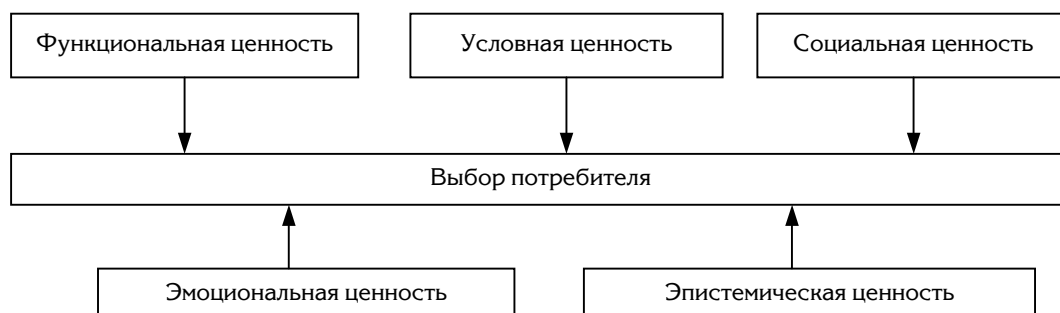 Функциональная ценность
Условная ценность
Социальная ценность
Выбор потребителя
Эмоциональная ценность
Эпистемическая ценность